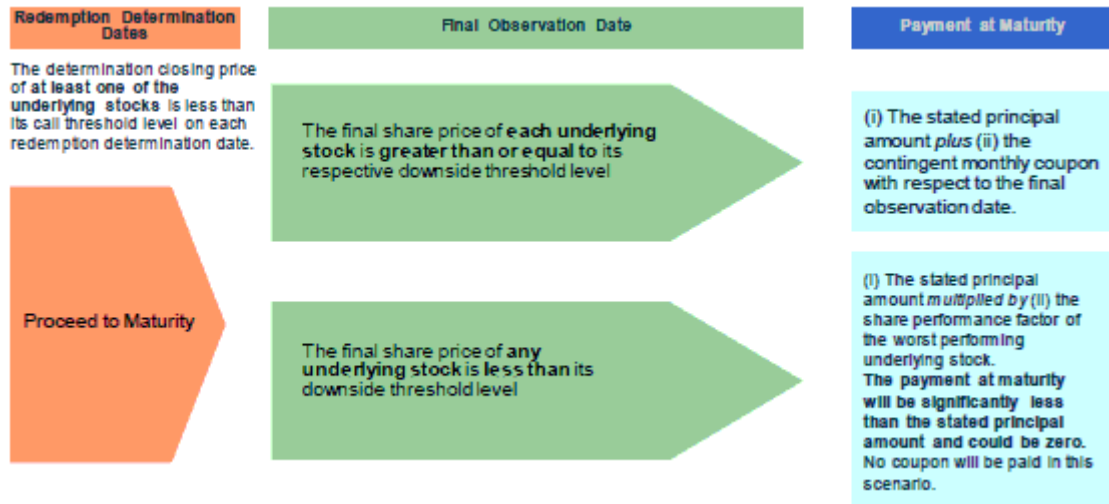 Redemption Determination
Dates
Final Observation Date
Payment at Maturity
The determination closing price
of at least one of the
underlying stocks is less than
its call threshold level on each
redemption determination date.
Proceed to Maturity
The final share price of each underlying
stock is greater than or equal to its
respective downside threshold level
(i) The stated principal
amount plus (ii) the
contingent monthly coupon
with respect to the final
observation date.
The final share price of any
underlying stock is less than its
downside threshold level
(i) The stated principal
amount multiplied by (ii) the
share performance factor of
the worst performing
underlying stock.
The payment at maturity
will be significantly less
than the stated principal
amount and could be zero.
No coupon will be paid in this
scenario.